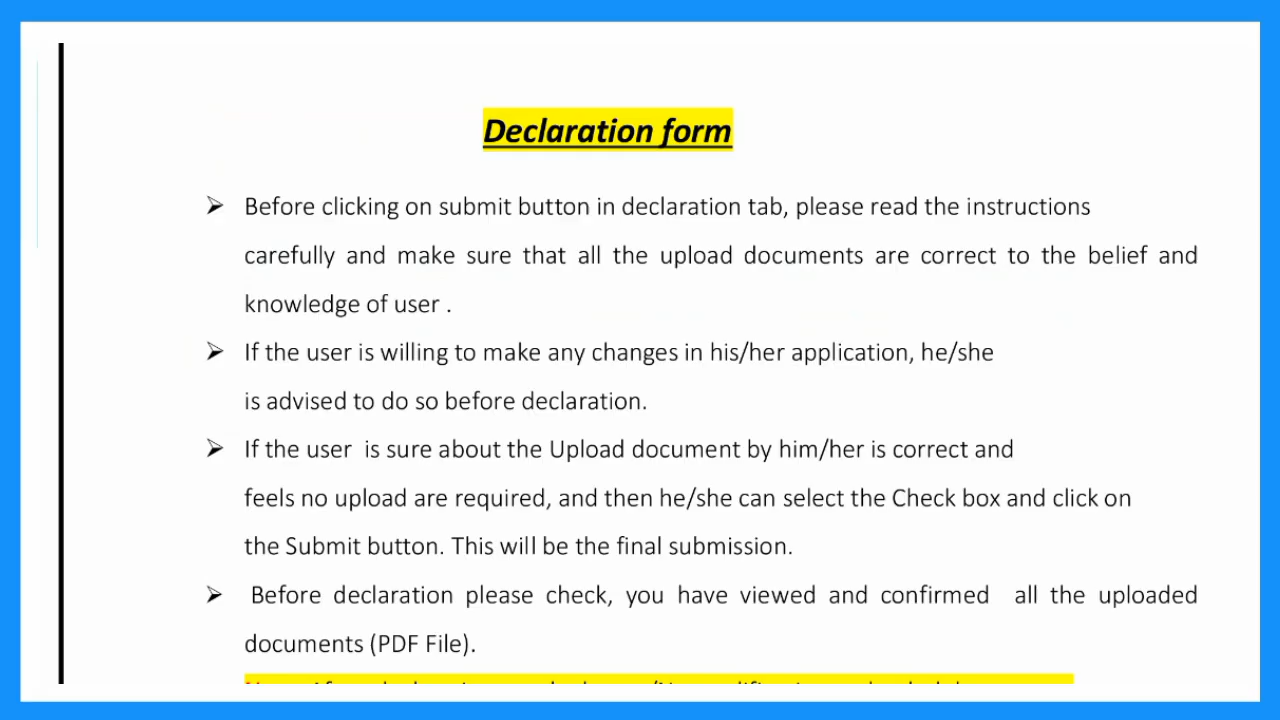 Declaration form
➢ Before clicking on submit button in declaration tab, please read the instructions
carefully and make sure that all the upload documents are correct to the belief and
knowledge of user .
➢ If the user is willing to make any changes in his/her application, he/she
is advised to do so before declaration.
➢ If the user is sure about the Upload document by him/her is correct and
feels no upload are required, and then he/she can select the Check box and click on
the Submit button. This will be the final submission.
➢ Before declaration please check, you have viewed and confirmed all the uploaded
documents (PDF File).